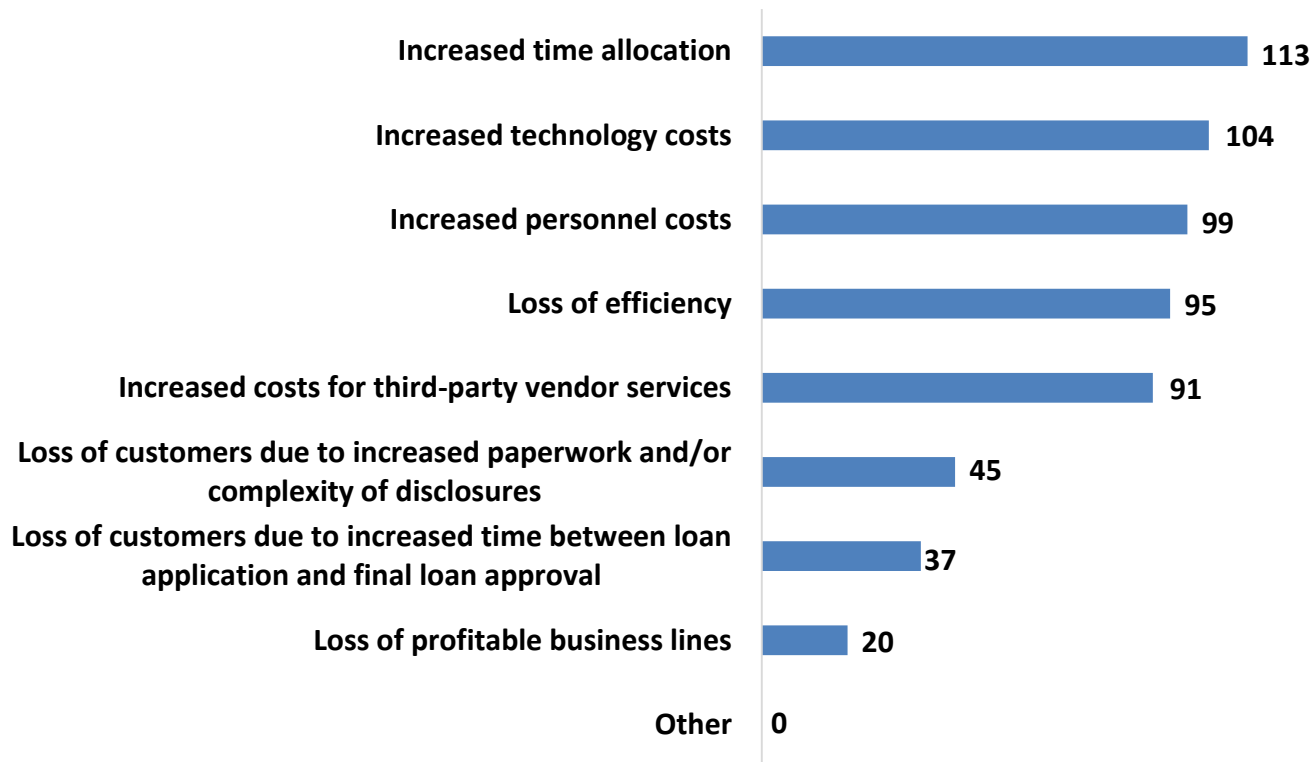 Increased time allocation 113
Increased technology costs 104
Increased personnel costs 99
Loss of efficiency 95
Increased costs for third-party vendor services 91
Loss of customers due to increased paperwork and/or
complexity of disclosures 45
Loss of customers due to increased time between loan
application and final loan approval 37
Loss of profitable business lines 20
Other 0